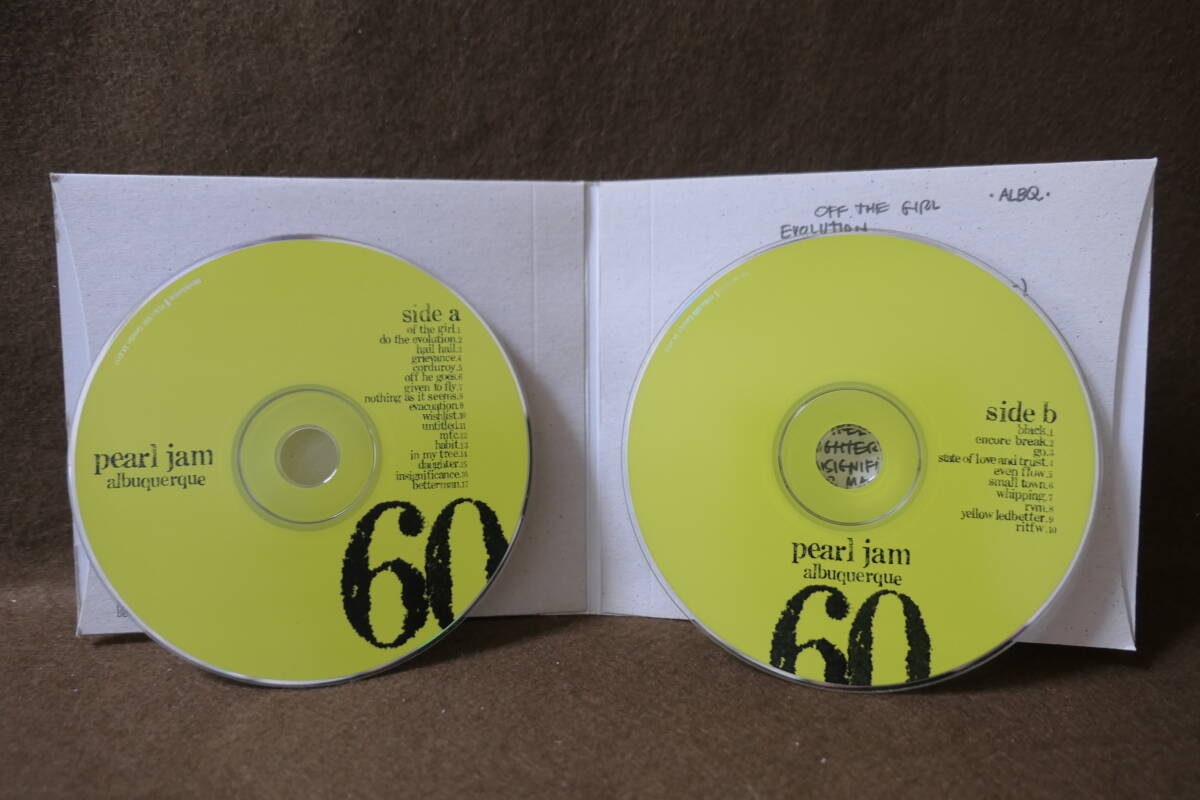 side a
of the girl.1
do the evolution.2
hail hail.3
grievance.4
corduroy.5
off he goes.6
given to fly.7
nothing as it seems.8
evacuation.9
wishlist.10
untitled.11
mfc.12
habit.13
in my tree.14
daughter.15
insignificance.16
betterman.17
pearl jam
albuquerque
60
OFF THE GIRL
·ALBQ·
EVOLUTION
side b
black.1
encore break.2
go.3
state of love and trust.4
even flow.5
small town.6
whipping.7
rvm.8
yellow ledbetter.9
ritfw.10
GHTER
SIGNIFI
pearl jam
albuquerque
60